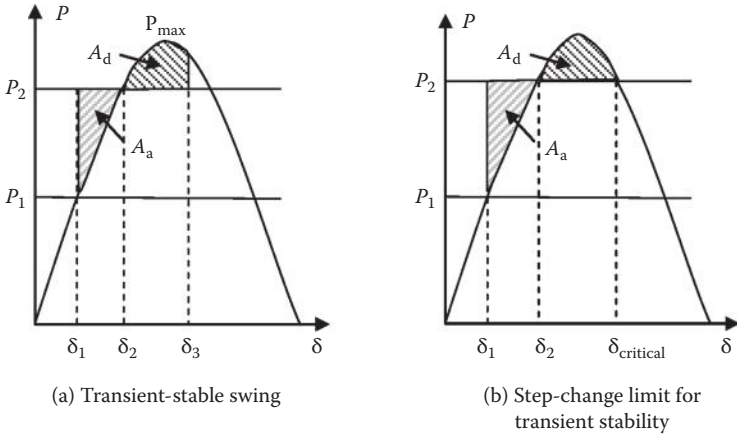 P
P_max
A_d
P_2
A_a
P_1
δ_1
δ_2
δ_3
δ
(a) Transient-stable swing
P
A_d
P_2
A_a
P_1
δ_1
δ_2
δ_critical
δ
(b) Step-change limit for
transient stability